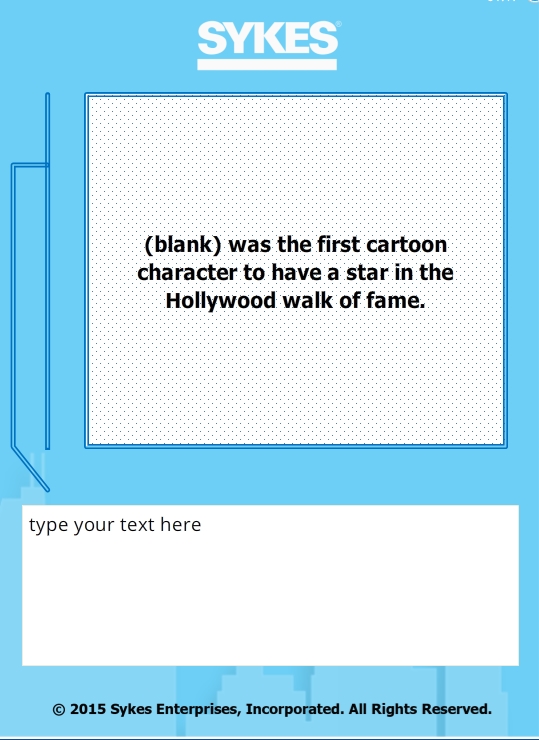 SYKES
(blank) was the first cartoon
character to have a star in the
Hollywood walk of fame.
type your text here
© 2015 Sykes Enterprises, Incorporated. All Rights Reserved.